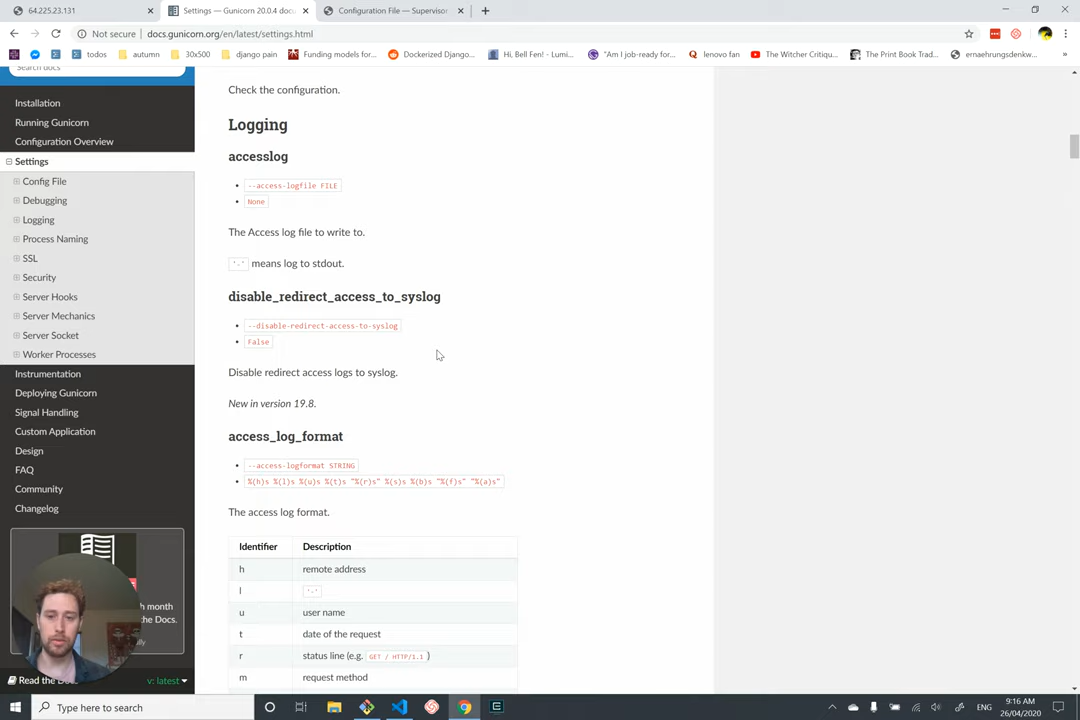 64.225.23.131
Settings — Gunicorn 20.0.4 docu
Configuration File — Supervisor
Not secure | docs.gunicorn.org/en/latest/settings.html
todos
autumn
30x500
django pain
Funding models for...
Dockerized Django...
Hi, Bell Fen! - Lumi...
"Am I job-ready for...
lenovo fan
The Witcher Critiqu...
The Print Book Trad...
ernaehrungsdenkw...
»
Search docs
Installation
Running Gunicorn
Configuration Overview
Settings
Config File
Debugging
Logging
Process Naming
SSL
Security
Server Hooks
Server Mechanics
Server Socket
Worker Processes
Instrumentation
Deploying Gunicorn
Signal Handling
Custom Application
Design
FAQ
Community
Changelog
h month
the Docs.
Read the Do
v: latest
Check the configuration.
Logging
accesslog
--access-logfile FILE
None
The Access log file to write to.
'-' means log to stdout.
disable_redirect_access_to_syslog
--disable-redirect-access-to-syslog
False
Disable redirect access logs to syslog.
New in version 19.8.
access_log_format
--access-logformat STRING
%(h)s %(l)s %(u)s %(t)s "%(r)s" %(s)s %(b)s "%(f)s" "%(a)s"
The access log format.
Identifier Description
h remote address
l '-'
u user name
t date of the request
r status line (e.g. GET / HTTP/1.1 )
m request method
Type here to search
ENG
9:16 AM
26/04/2020